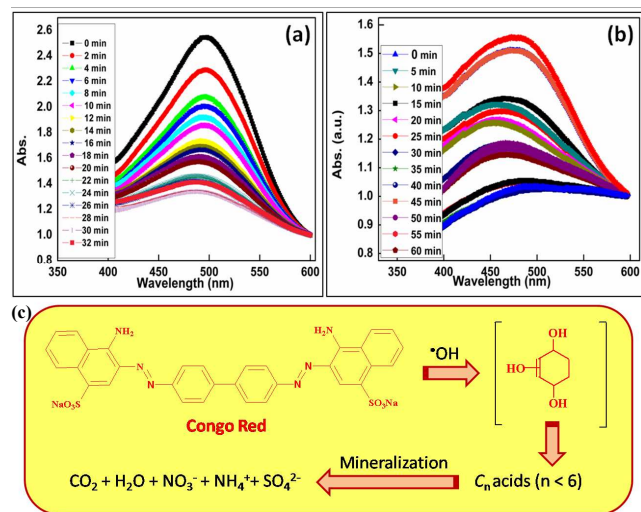 (a)
2.6
2.4
2.2
2.0
1.8
1.6
1.4
1.2
1.0
Abs.
0 min
2 min
4 min
6 min
8 min
10 min
12 min
14 min
16 min
18 min
20 min
22 min
24 min
26 min
28 min
30 min
32 min
350 400 450 500 550 600
Wavelength (nm)
(b)
1.6
1.5
1.4
1.3
1.2
1.1
1.0
0.9
0.8
Abs. (a.u.)
0 min
5 min
10 min
15 min
20 min
25 min
30 min
35 min
40 min
45 min
50 min
55 min
60 min
350 400 450 500 550 600
Wavelength (nm)
(c)
NH₂ H₂N
N N
N N
NaO₃S SO₃Na
Congo Red
•OH
OH
HO
OH
Mineralization
CO₂ + H₂O + NO₃⁻ + NH₄⁺ + SO₄²⁻
Cₙ acids (n < 6)